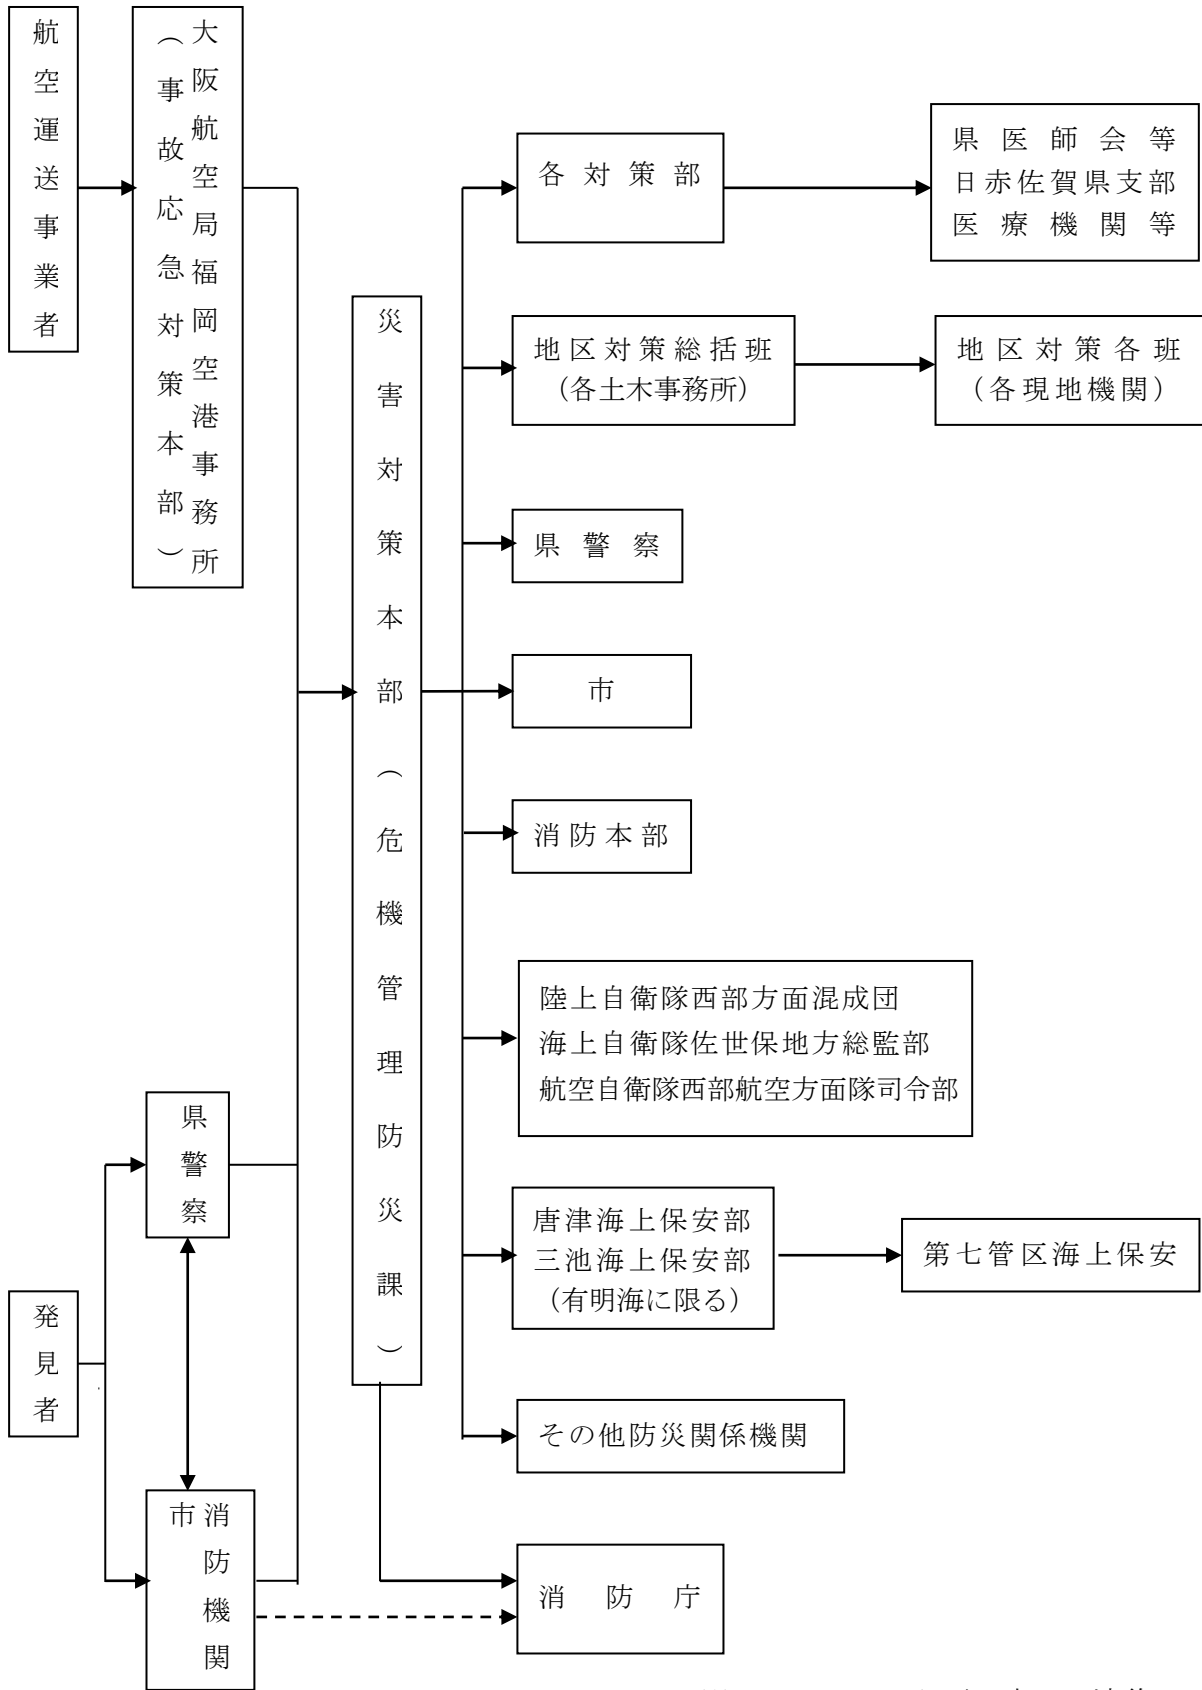 航空運送事業者
大阪航空局福岡空港事務所
（事故応急対策本部）
災害対策本部（危機管理防災課）
各対策部
県医師会等
日赤佐賀県支部
医療機関等
地区対策総括班
（各土木事務所）
地区対策各班
（各現地機関）
県警察
市
消防本部
陸上自衛隊西部方面混成団
海上自衛隊佐世保地方総監部
航空自衛隊西部航空方面隊司令部
唐津海上保安部
三池海上保安部
（有明海に限る）
第七管区海上保安
その他防災関係機関
消防庁
県警察
発見者
消防機関
市